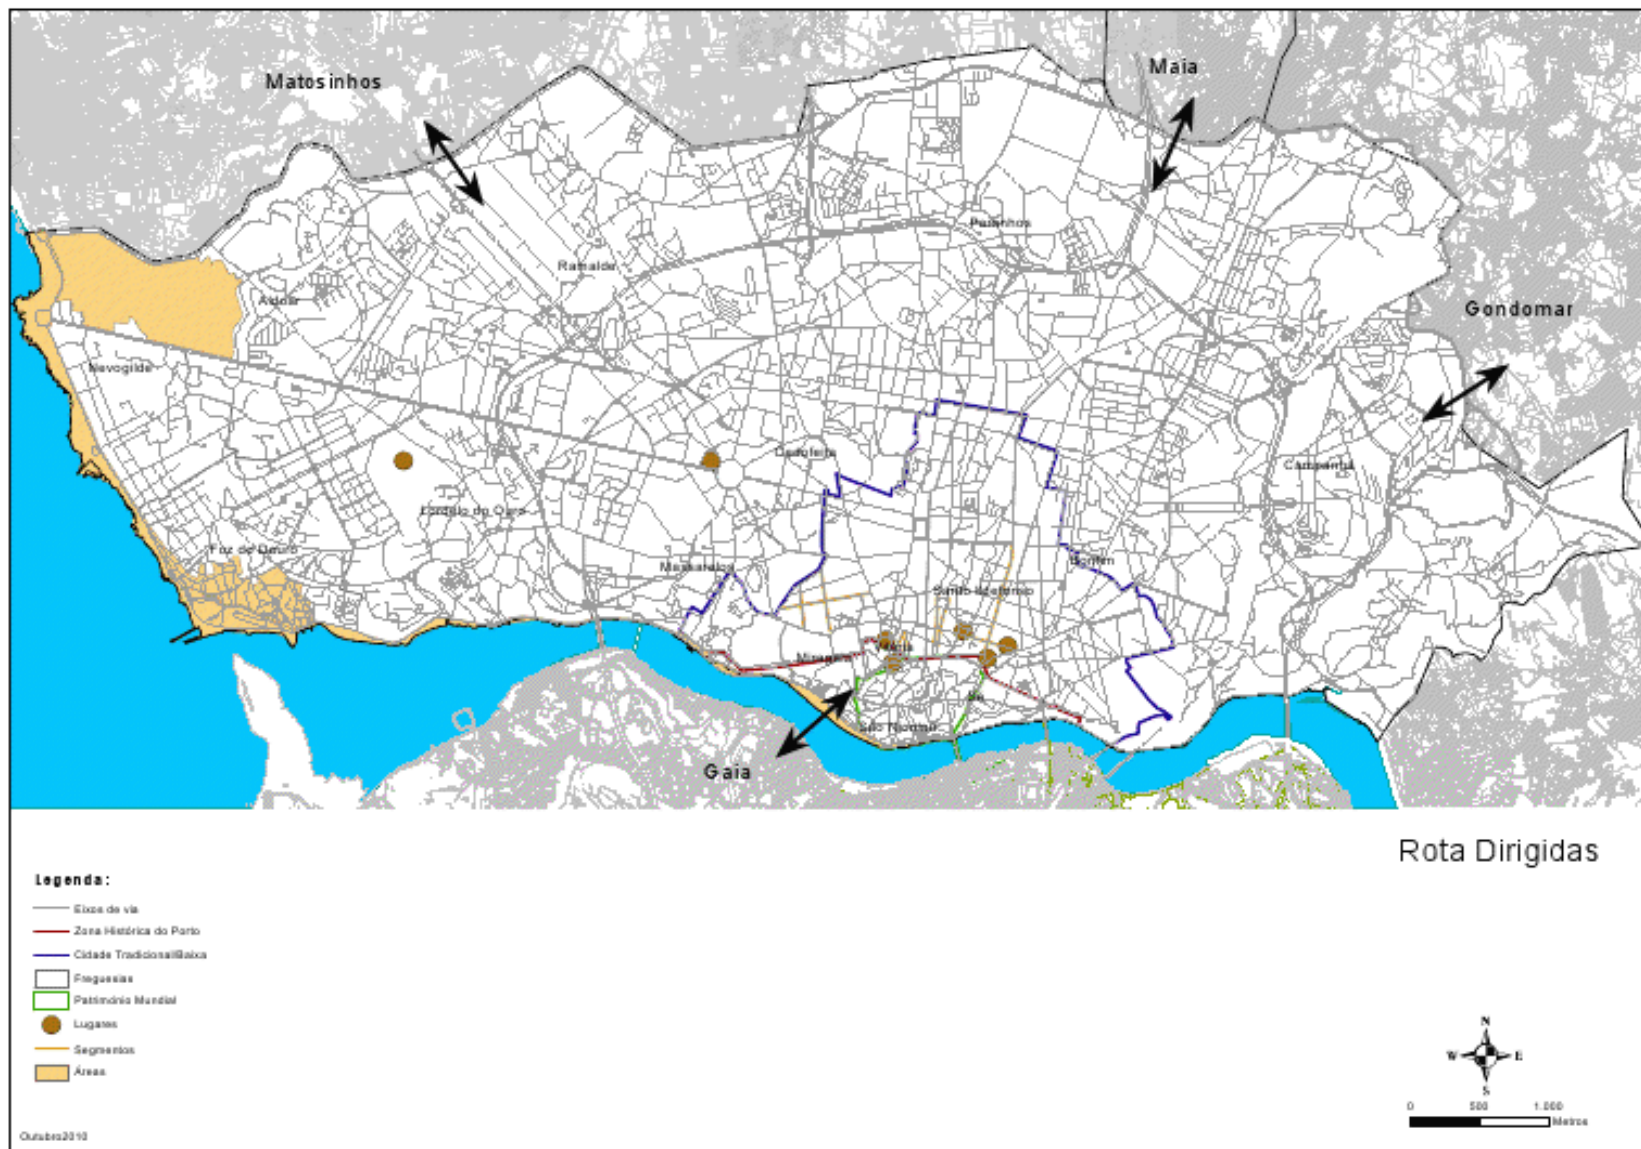 Matosinhos
Maia
Paranhos
Ramalde
Aldoar
Gondomar
Nevogilde
Cedofeita
Campanhã
Lordelo do Ouro
Foz do Douro
Massarelos
Bonfim
Santo Ildefonso
Vitória
Miragaia
Sé
São Nicolau
Gaia
Rota Dirigidas
Legenda:
Eixos de via
Zona Histórica do Porto
Cidade Tradicional/Baixa
Freguesias
Património Mundial
Lugares
Segmentos
Áreas
N
W E
S
0 500 1.000
Metros
Outubro2010